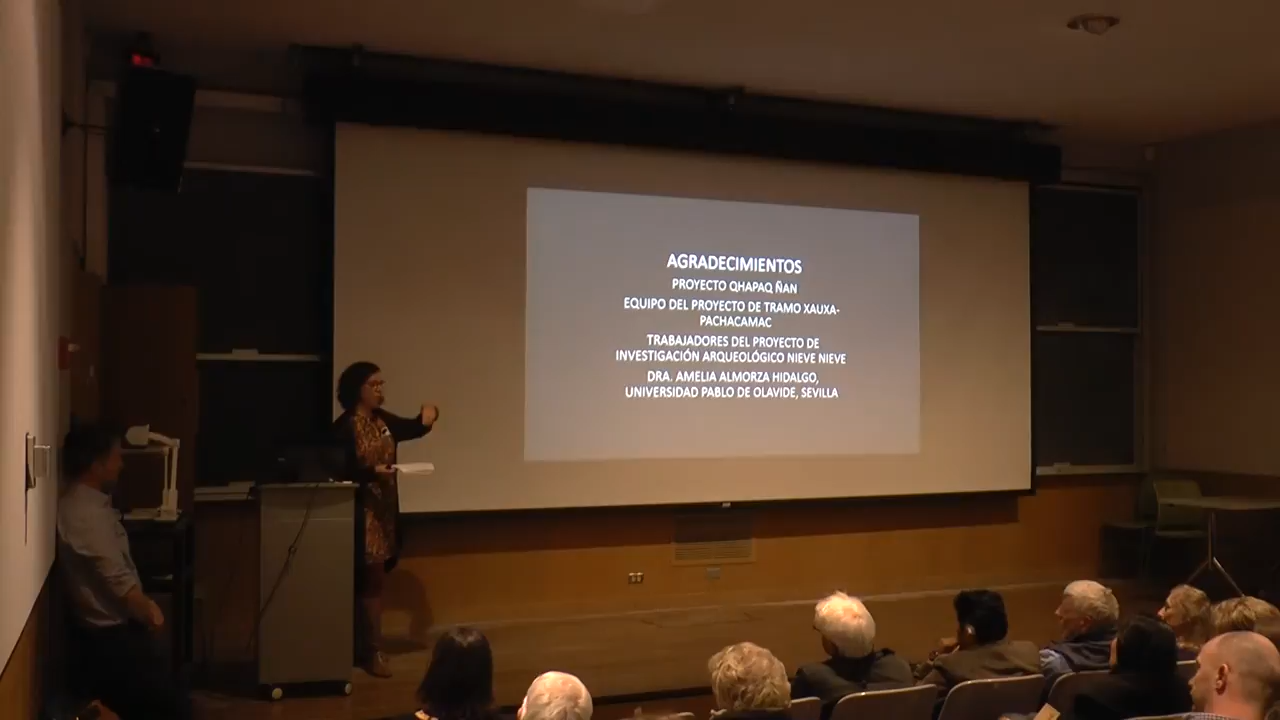 AGRADECIMIENTOS
PROYECTO QHAPAQ ÑAN
EQUIPO DEL PROYECTO DE TRAMO XAUXA-
PACHACAMAC
TRABAJADORES DEL PROYECTO DE
INVESTIGACIÓN ARQUEOLÓGICO NIEVE NIEVE
DRA. AMELIA ALMORZA HIDALGO,
UNIVERSIDAD PABLO DE OLAVIDE, SEVILLA